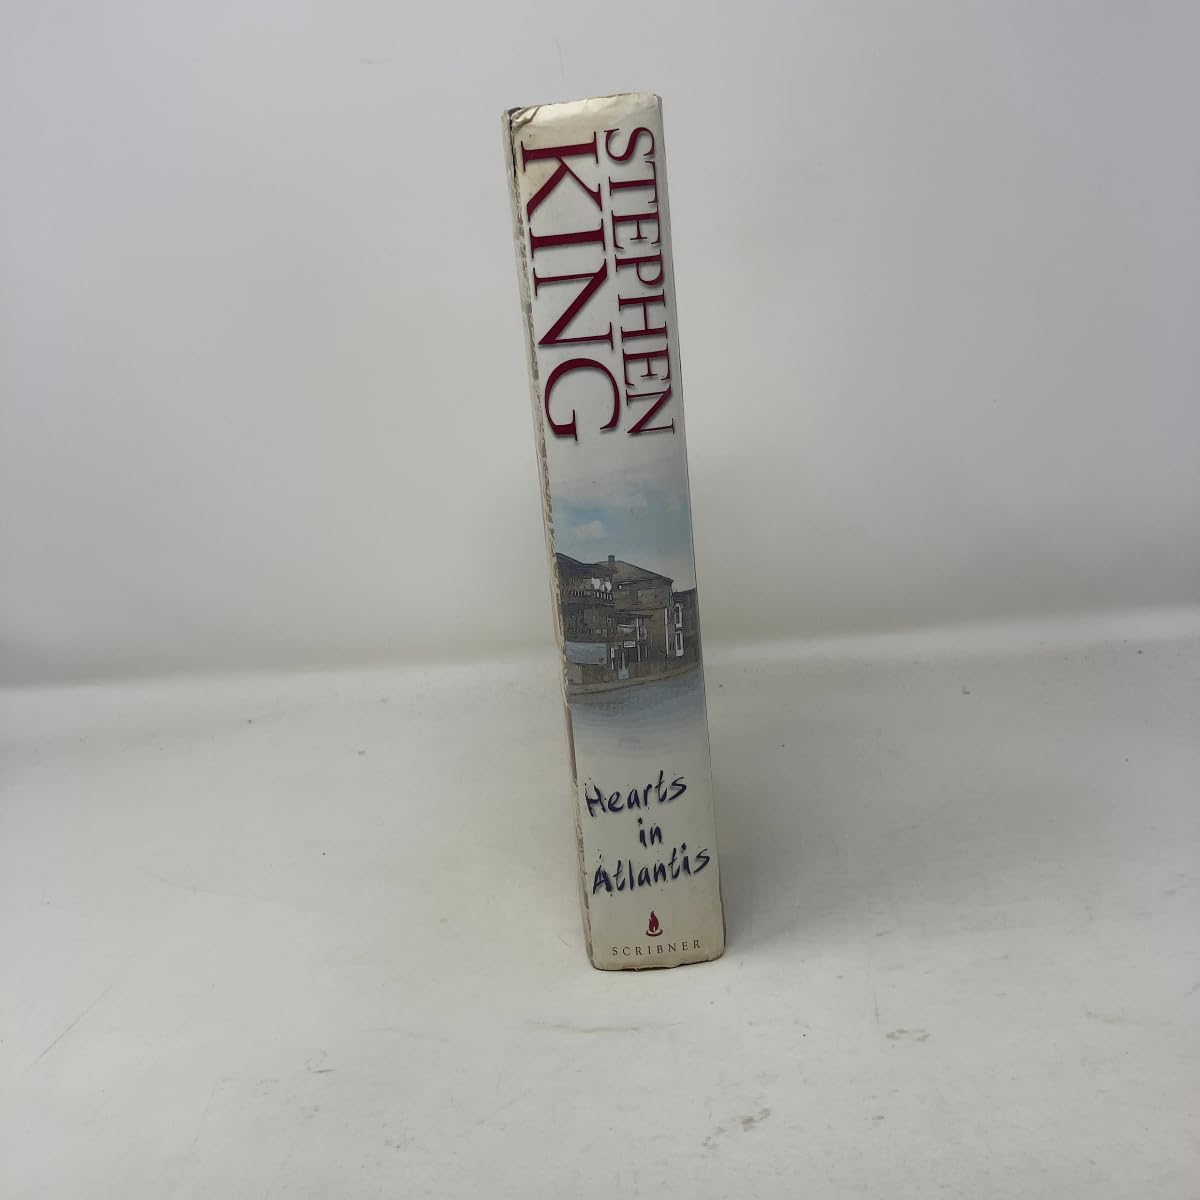 STEPHEN
KING
Hearts
in
Atlantis
SCRIBNER